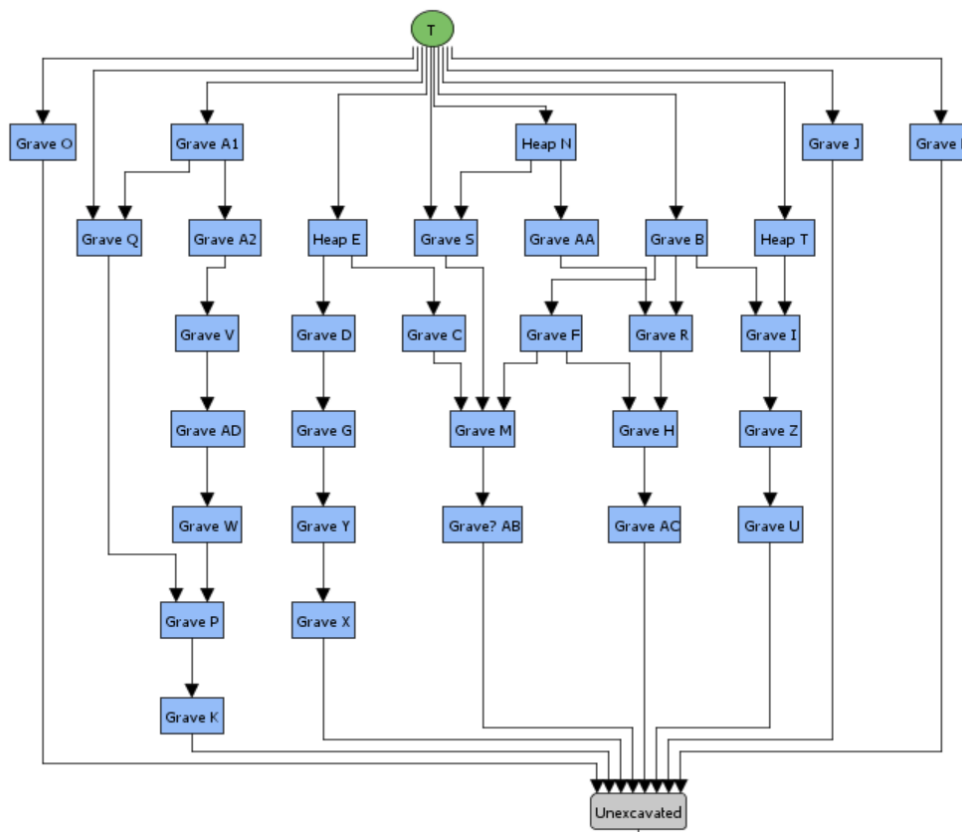 T
Grave O
Grave A1
Heap N
Grave J
Grave
Grave Q
Grave A2
Heap E
Grave S
Grave AA
Grave B
Heap T
Grave V
Grave D
Grave C
Grave F
Grave R
Grave I
Grave AD
Grave G
Grave M
Grave H
Grave Z
Grave W
Grave Y
Grave? AB
Grave AC
Grave U
Grave P
Grave X
Grave K
Unexcavated